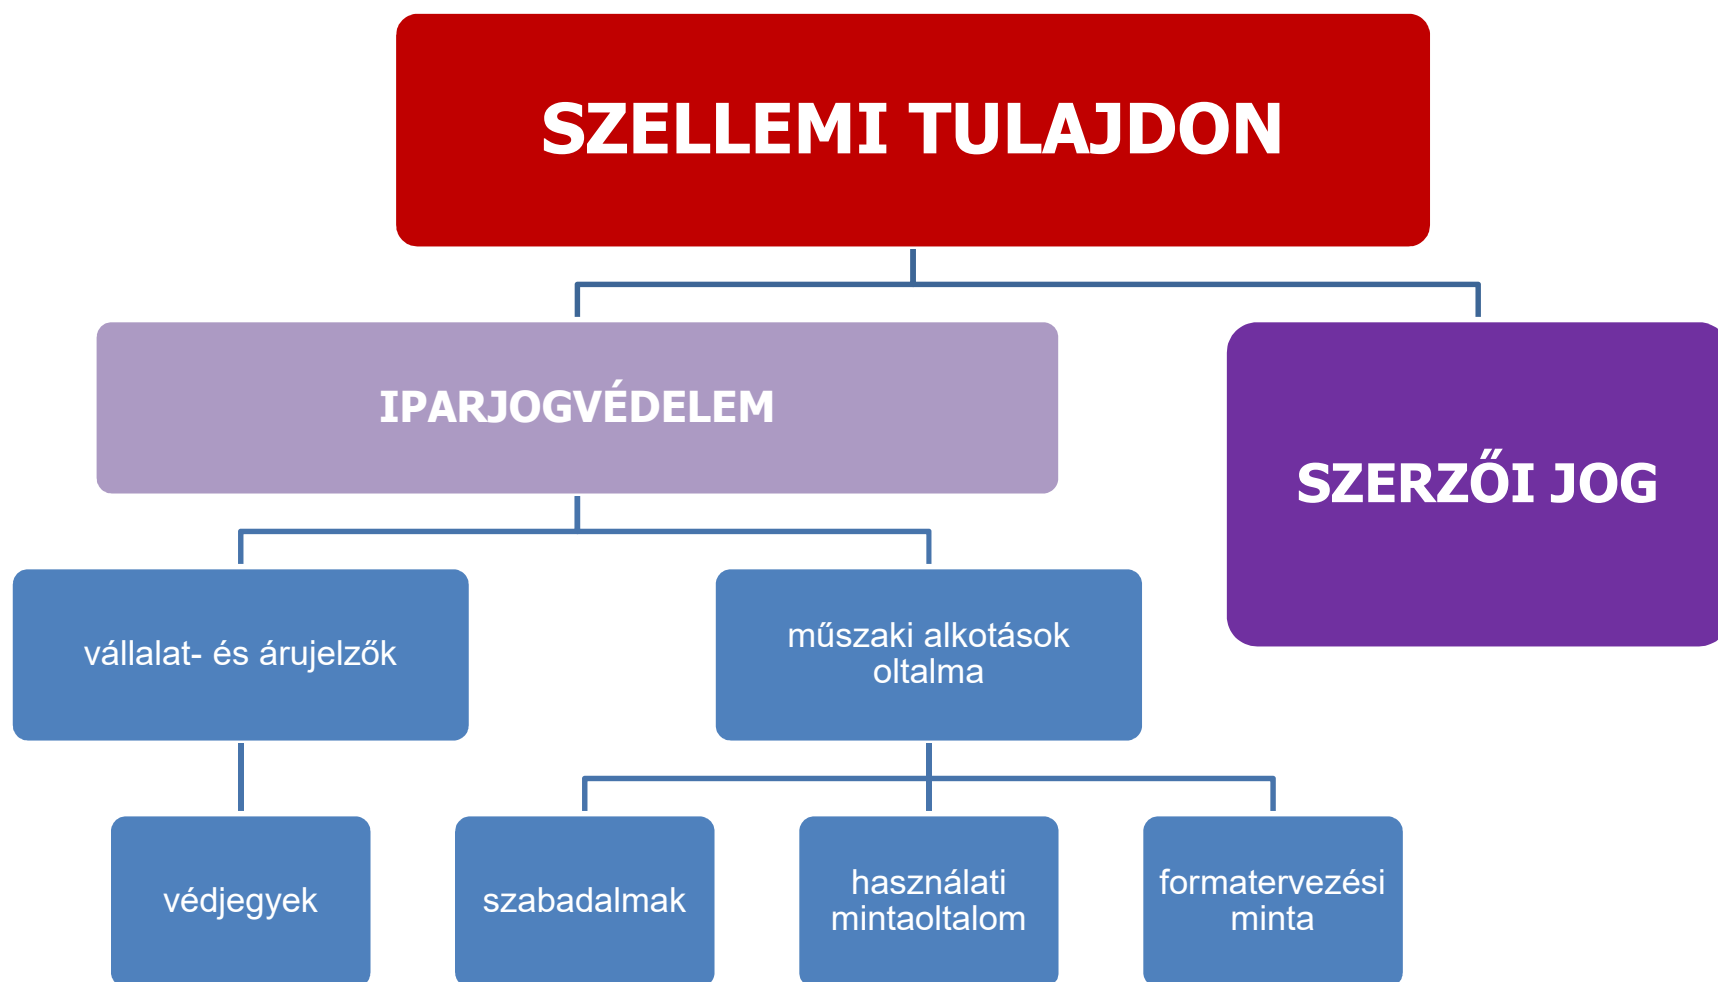 SZELLEMI TULAJDON
IPARJOGVÉDELEM
SZERZŐI JOG
vállalat- és árujelzők
műszaki alkotások
oltalma
védjegyek
szabadalmak
használati
mintaoltalom
formatervezési
minta